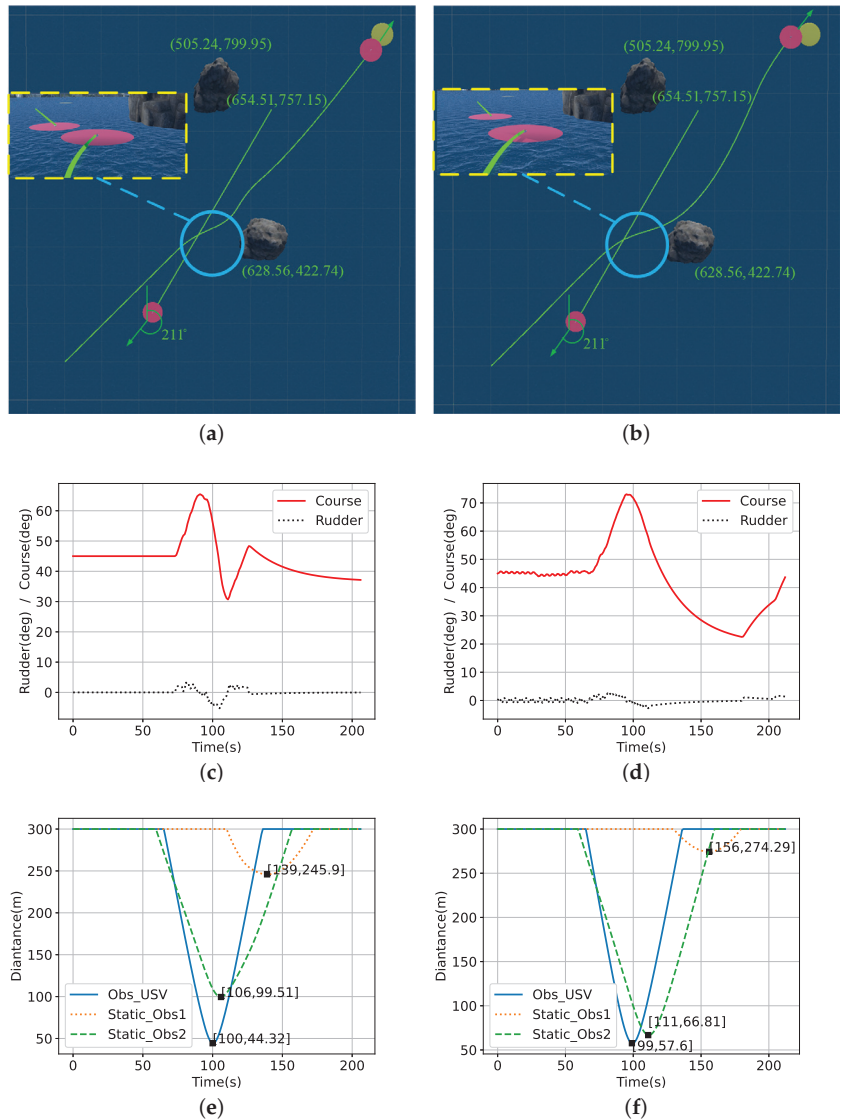 (505.24,799.95)
(654.51,757.15)
(628.56,422.74)
211°
(a)
(505.24,799.95)
(654.51,757.15)
(628.56,422.74)
211°
(b)
Rudder(deg) / Course(deg)
60
50
40
30
20
10
0
Course
Rudder
0 50 100 150 200
Time(s)
(c)
Rudder(deg) / Course(deg)
70
60
50
40
30
20
10
0
Course
Rudder
0 50 100 150 200
Time(s)
(d)
Diantance(m)
300
250
200
150
100
50
[139,245.9]
[106,99.51]
[100,44.32]
Obs_USV
Static_Obs1
Static_Obs2
0 50 100 150 200
Time(s)
(e)
Diantance(m)
300
250
200
150
100
50
[156,274.29]
[111,66.81]
[99,57.6]
Obs_USV
Static_Obs1
Static_Obs2
0 50 100 150 200
Time(s)
(f)